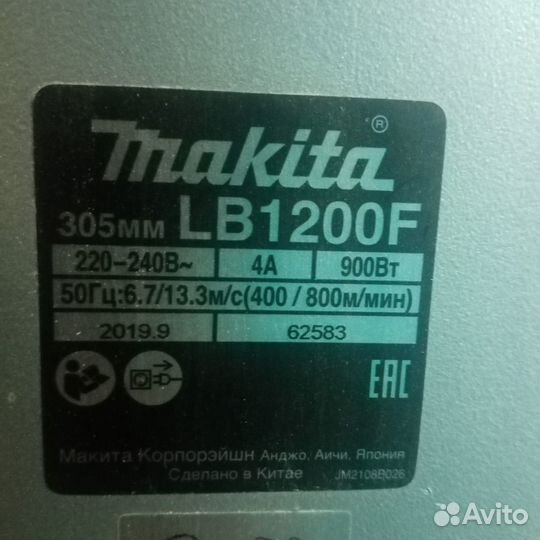 makita®
305мм LB1200F
220-240В~ 4А 900Вт
50Гц:6.7/13.3м/с(400 / 800м/мин)
2019.9 62583
EAC
Макита Корпорэйшн Анджо, Аичи, Япония
Сделано в Китае JM2108B026
Avito